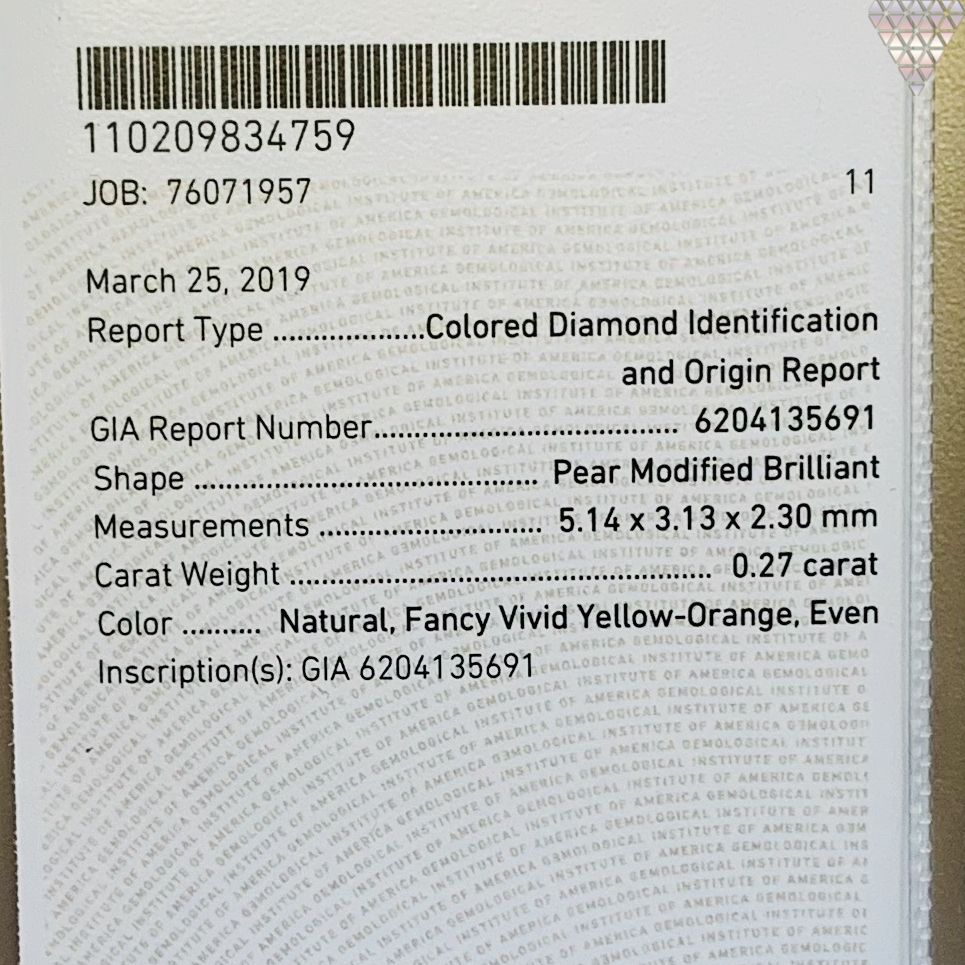 110209834759
JOB: 76071957 11
March 25, 2019
Report Type ...................Colored Diamond Identification
and Origin Report
GIA Report Number...................................... 6204135691
Shape ........................................... Pear Modified Brilliant
Measurements ............................ 5.14 x 3.13 x 2.30 mm
Carat Weight ..................................................... 0.27 carat
Color .......... Natural, Fancy Vivid Yellow-Orange, Even
Inscription(s): GIA 6204135691